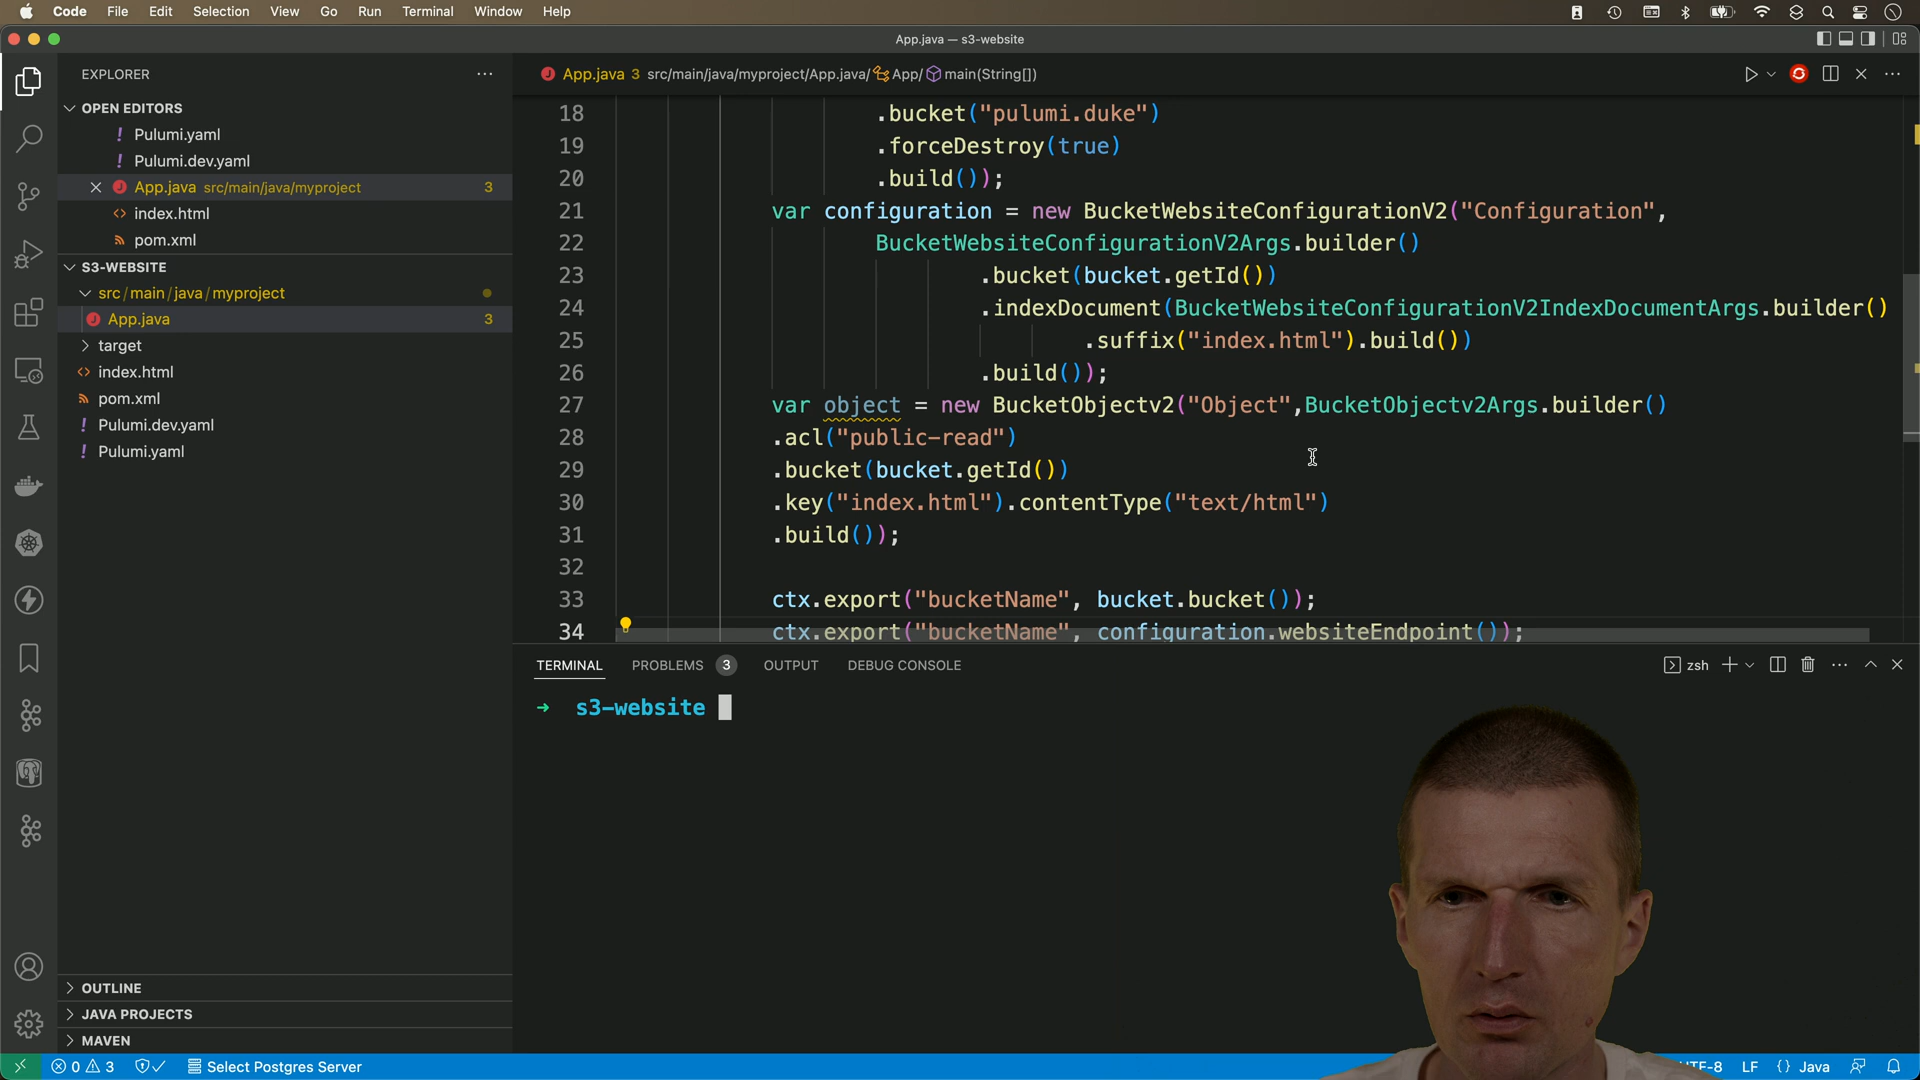 Code File Edit Selection View Go Run Terminal Window Help
App.java — s3-website
EXPLORER
OPEN EDITORS
! Pulumi.yaml
! Pulumi.dev.yaml
App.java src/main/java/myproject 3
<> index.html
pom.xml
S3-WEBSITE
src/main/java/myproject
App.java 3
target
<> index.html
pom.xml
! Pulumi.dev.yaml
! Pulumi.yaml
OUTLINE
JAVA PROJECTS
MAVEN
App.java 3 src/main/java/myproject/App.java/ App/ main(String[])
18 .bucket("pulumi.duke")
19 .forceDestroy(true)
20 .build());
21 var configuration = new BucketWebsiteConfigurationV2("Configuration",
22 BucketWebsiteConfigurationV2Args.builder()
23 .bucket(bucket.getId())
24 .indexDocument(BucketWebsiteConfigurationV2IndexDocumentArgs.builder()
25 .suffix("index.html").build())
26 .build());
27 var object = new BucketObjectv2("Object",BucketObjectv2Args.builder()
28 .acl("public-read")
29 .bucket(bucket.getId())
30 .key("index.html").contentType("text/html")
31 .build());
32
33 ctx.export("bucketName", bucket.bucket());
34 ctx.export("bucketName", configuration.websiteEndpoint());
TERMINAL PROBLEMS 3 OUTPUT DEBUG CONSOLE
zsh
→ s3-website
0 3 Select Postgres Server
LF {} Java